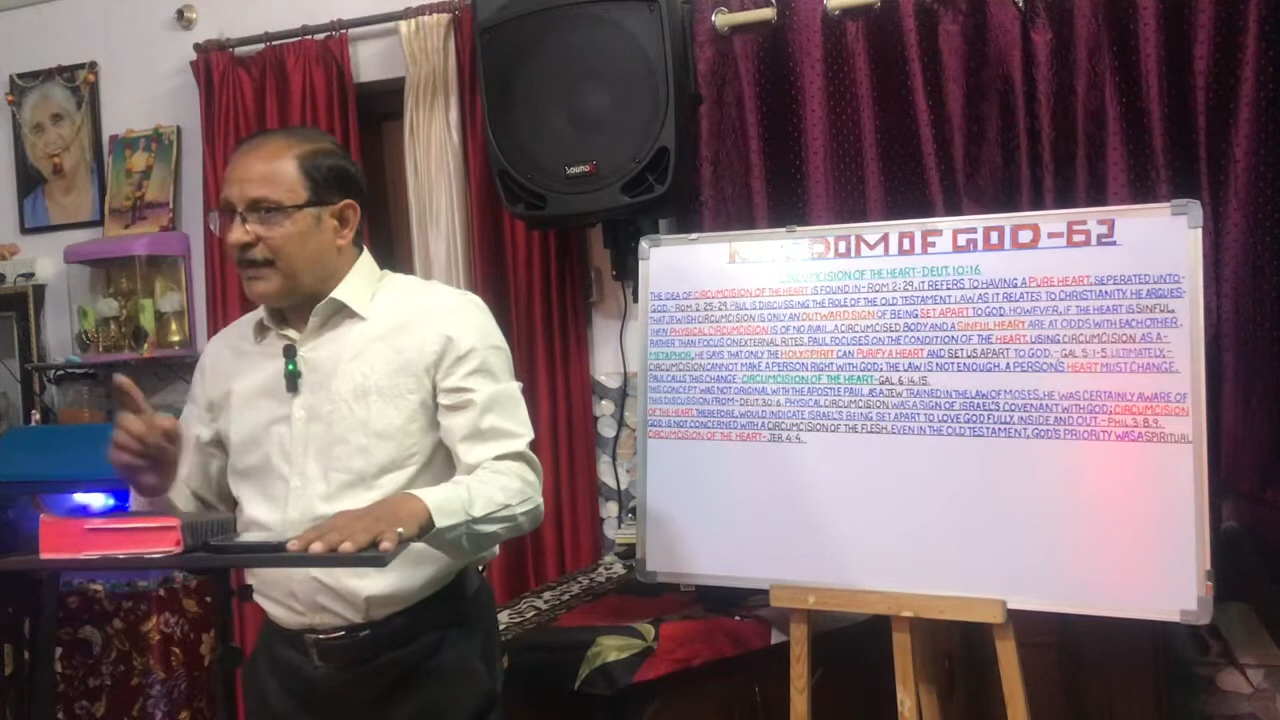 SOUNDX
KINGDOM OF GOD-62
CIRCUMCISION OF THE HEART-DEUT. 10:16
THE IDEA OF CIRCUMCISION OF THE HEART IS FOUND IN-ROM 2:29. IT REFERS TO HAVING A PURE HEART, SEPERATED UNTO-
GOD.-ROM. 2:25-29. PAUL IS DISCUSSING THE ROLE OF THE OLD TESTAMENT LAW AS IT RELATES TO CHRISTIANITY. HE ARGUES-
THAT JEWISH CIRCUMCISION IS ONLY AN OUTWARD SIGN OF BEING SET APART TO GOD. HOWEVER, IF THE HEART IS SINFUL,
THEN PHYSICAL CIRCUMCISION IS OF NO AVAIL. A CIRCUMCISED BODY AND A SINFUL HEART ARE AT ODDS WITH EACH OTHER.
RATHER THAN FOCUS ON EXTERNAL RITES, PAUL FOCUSES ON THE CONDITION OF THE HEART. USING CIRCUMCISION AS A-
METAPHOR, HE SAYS THAT ONLY THE HOLY SPIRIT CAN PURIFY A HEART AND SET US APART TO GOD.-GAL. 5:1-5. ULTIMATELY,-
CIRCUMCISION CANNOT MAKE A PERSON RIGHT WITH GOD; THE LAW IS NOT ENOUGH. A PERSON'S HEART MUST CHANGE.
PAUL CALLS THIS CHANGE-CIRCUMCISION OF THE HEART-GAL. 6:14,15.
THIS CONCEPT WAS NOT ORIGINAL WITH THE APOSTLE PAUL. AS A JEW TRAINED IN THE LAW OF MOSES, HE WAS CERTAINLY AWARE OF
THIS DISCUSSION FROM-DEUT. 30:6. PHYSICAL CIRCUMCISION WAS A SIGN OF ISRAEL'S COVENANT WITH GOD; CIRCUMCISION
OF THE HEART, THEREFORE, WOULD INDICATE ISRAEL'S BEING SET APART TO LOVE GOD FULLY, INSIDE AND OUT.-PHIL. 3:8,9.
GOD IS NOT CONCERNED WITH A CIRCUMCISION OF THE FLESH. EVEN IN THE OLD TESTAMENT, GOD'S PRIORITY WAS A SPIRITUAL
CIRCUMCISION OF THE HEART-JER. 4:4.